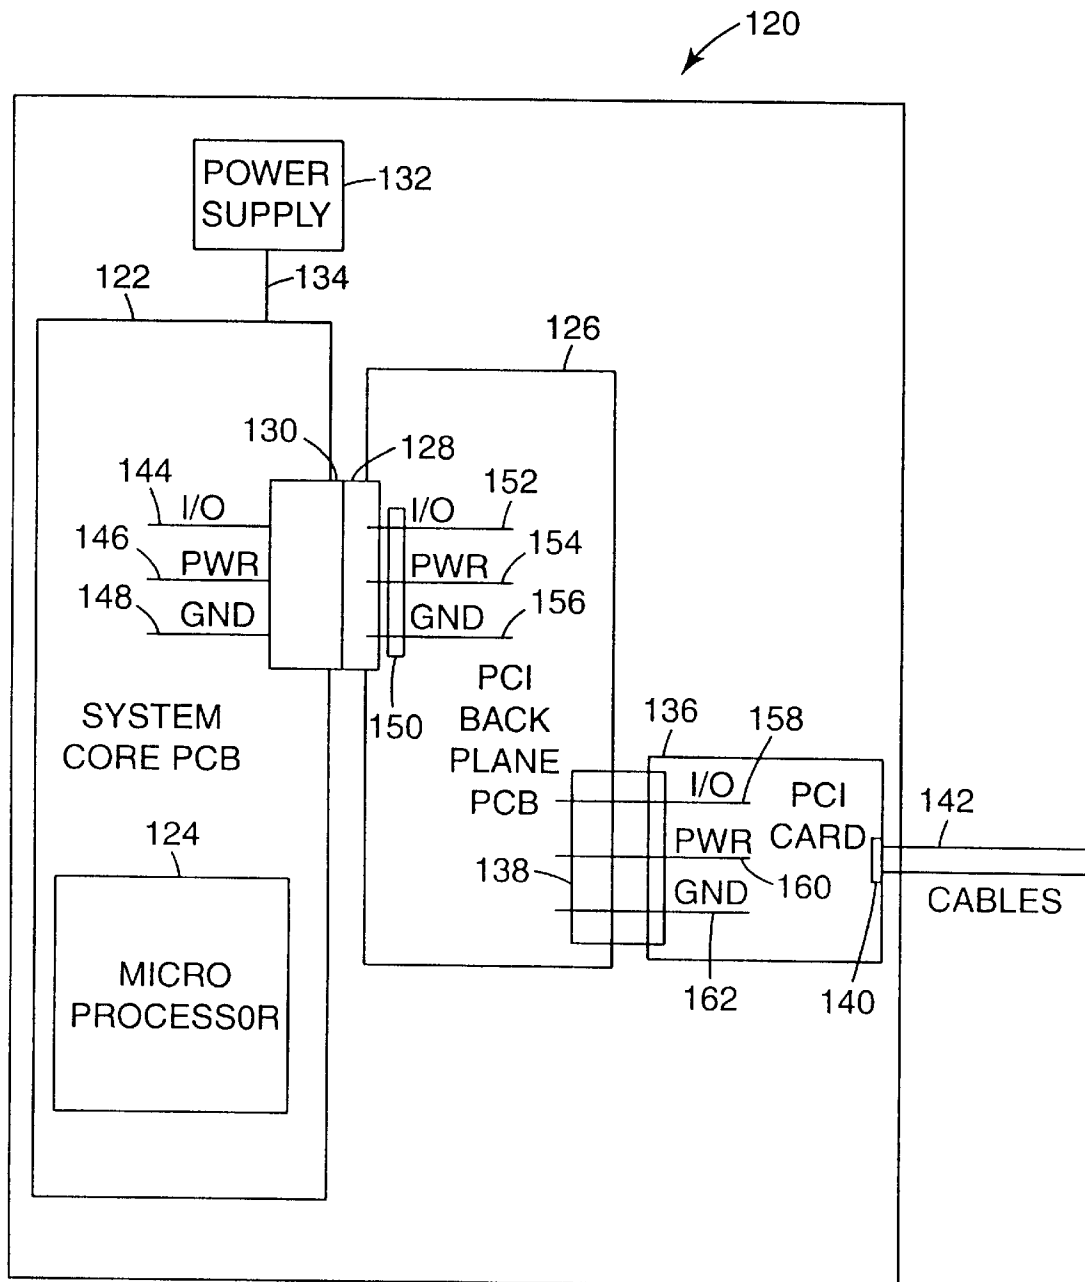 120
POWER
SUPPLY
132
134
122
126
130
128
144
I/O
I/O
152
146
PWR
PWR
154
148
GND
GND
156
150
SYSTEM
CORE PCB
PCI
BACK
PLANE
PCB
136
158
I/O
PCI
CARD
142
138
PWR
160
GND
CABLES
162
140
124
MICRO
PROCESS0R